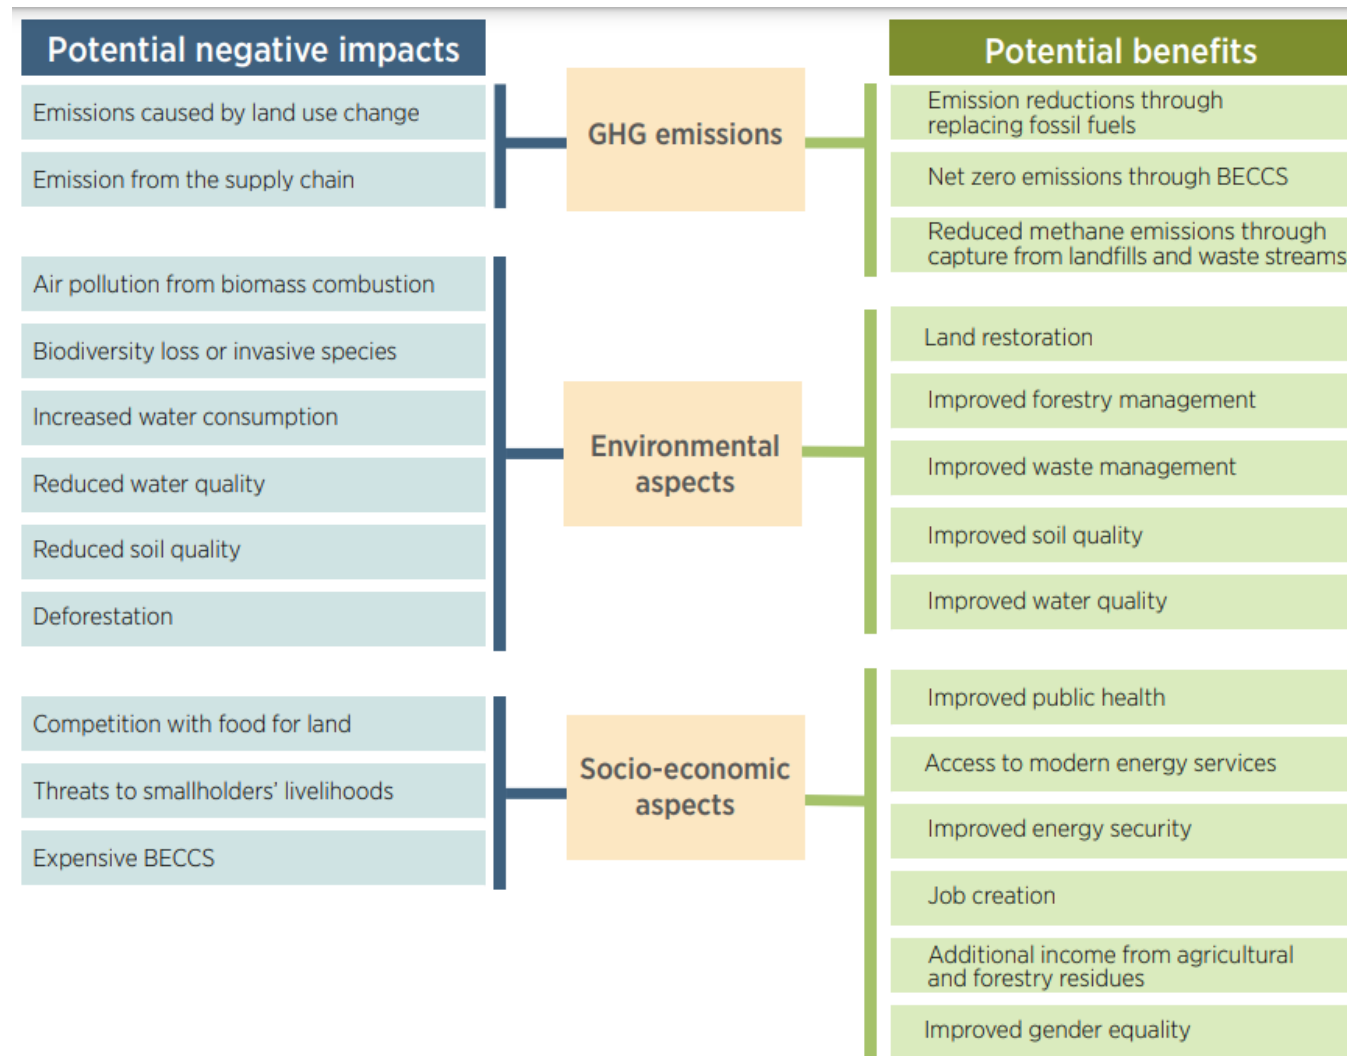 Potential negative impacts
Emissions caused by land use change
Emission from the supply chain
Air pollution from biomass combustion
Biodiversity loss or invasive species
Increased water consumption
Reduced water quality
Reduced soil quality
Deforestation
Competition with food for land
Threats to smallholders’ livelihoods
Expensive BECCS
GHG emissions
Environmental
aspects
Socio-economic
aspects
Potential benefits
Emission reductions through
replacing fossil fuels
Net zero emissions through BECCS
Reduced methane emissions through
capture from landfills and waste streams
Land restoration
Improved forestry management
Improved waste management
Improved soil quality
Improved water quality
Improved public health
Access to modern energy services
Improved energy security
Job creation
Additional income from agricultural
and forestry residues
Improved gender equality